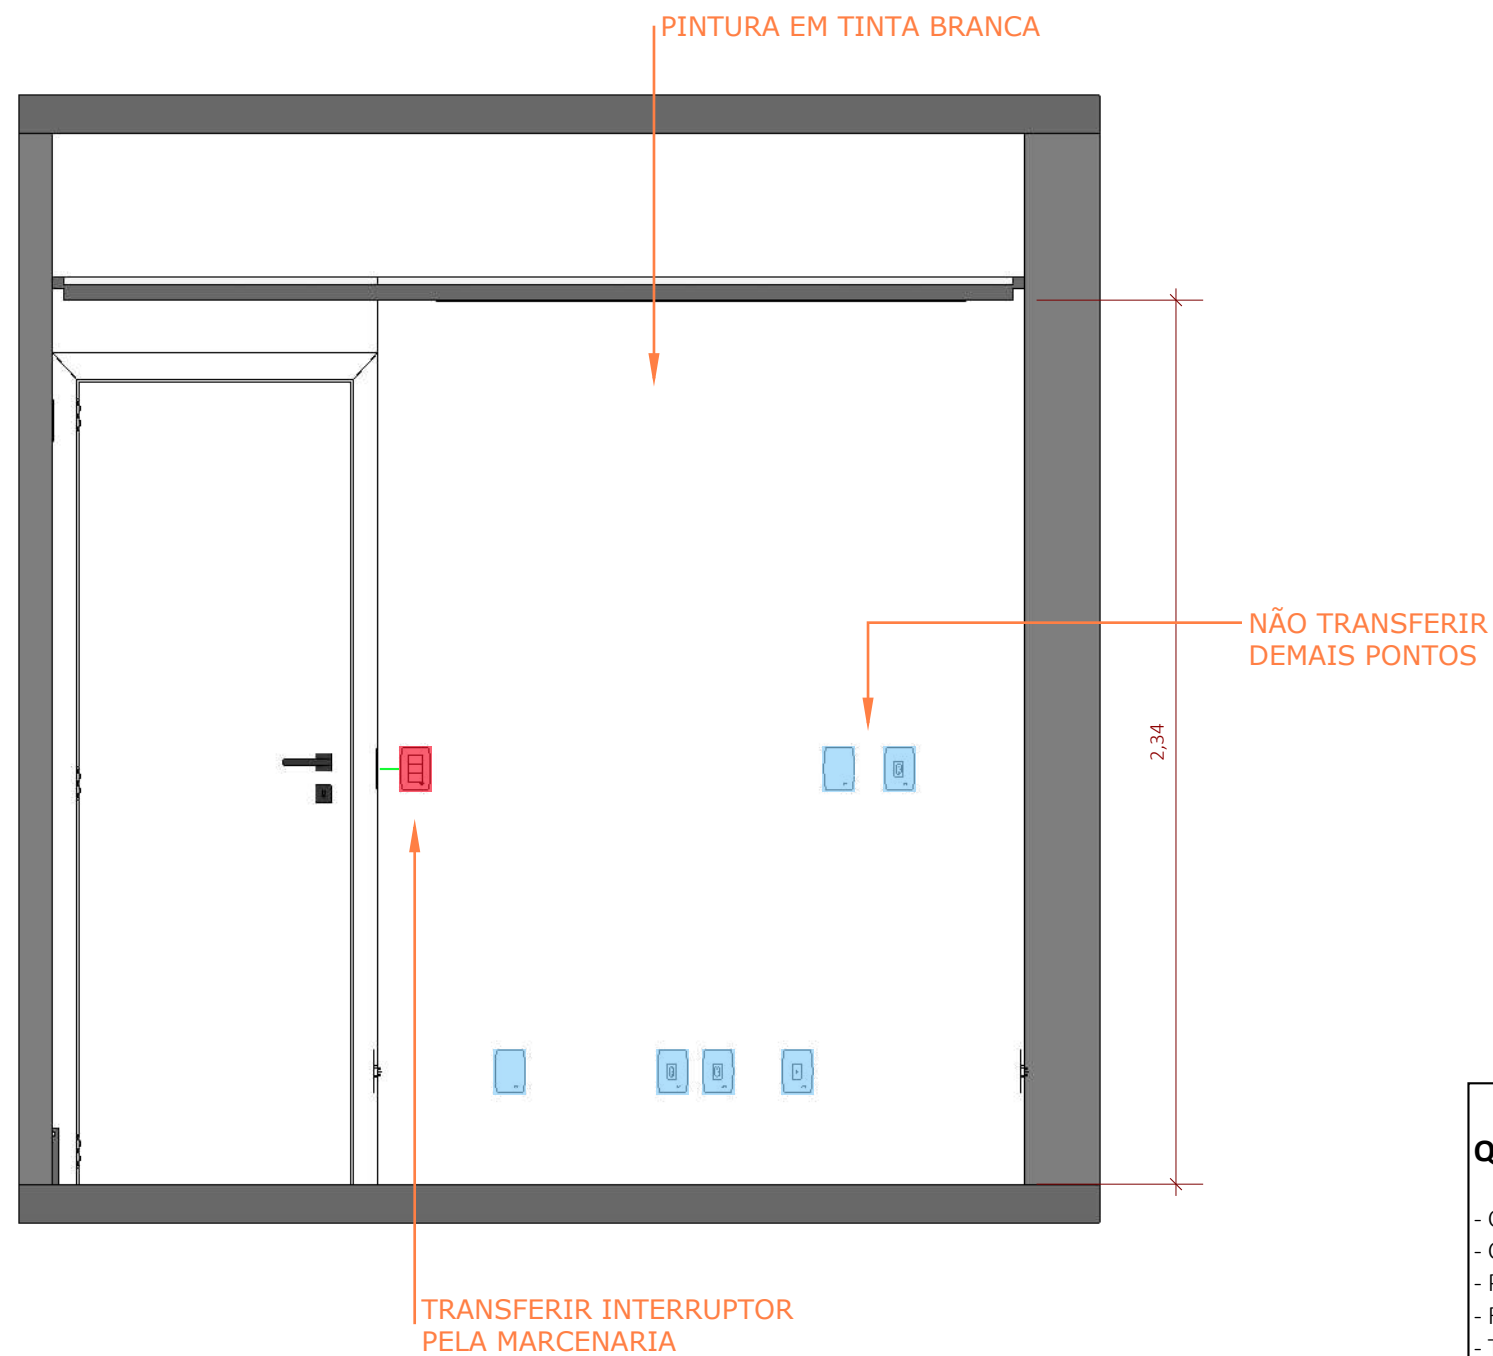 PINTURA EM TINTA BRANCA
NÃO TRANSFERIR
DEMAIS PONTOS
2,34
TRANSFERIR INTERRUPTOR
PELA MARCENARIA